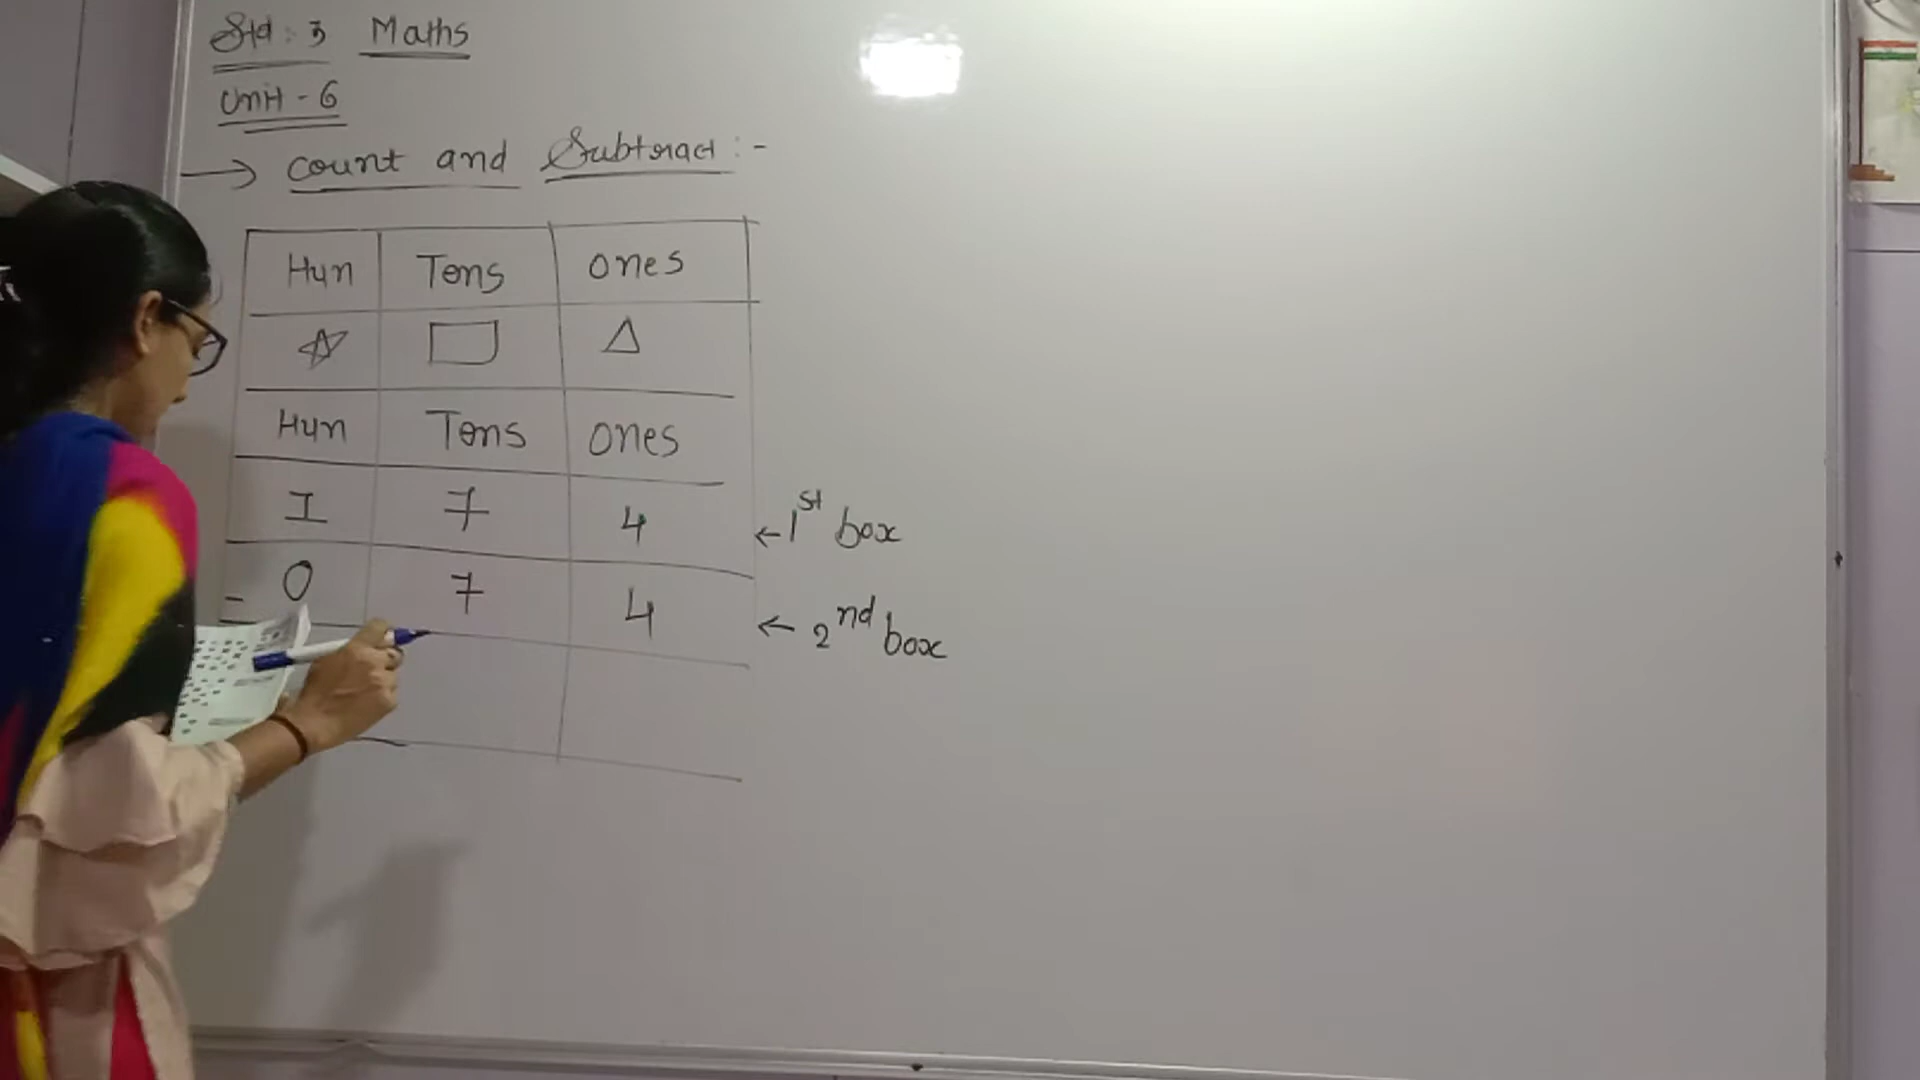 Std : 3 Maths
Unit - 6
→ Count and Subtract :-
Hun Tens ones
Hun Tens ones
I 7 4 ← 1st box
- 0 7 4 ← 2nd box